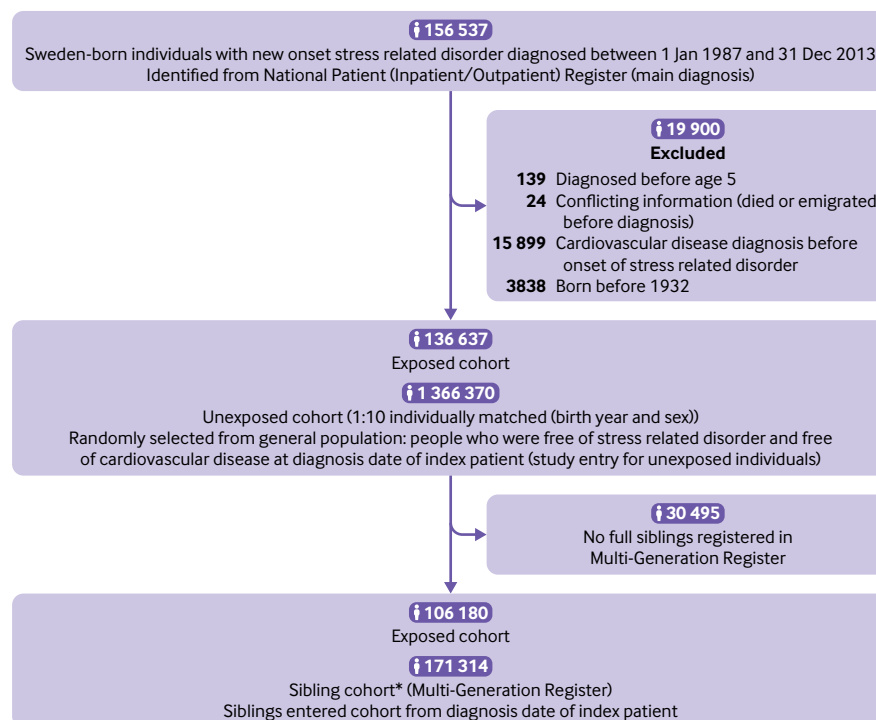 156 537
Sweden-born individuals with new onset stress related disorder diagnosed between 1 Jan 1987 and 31 Dec 2013
Identified from National Patient (Inpatient/Outpatient) Register (main diagnosis)
19 900
Excluded
139 Diagnosed before age 5
24 Conflicting information (died or emigrated
before diagnosis)
15 899 Cardiovascular disease diagnosis before
onset of stress related disorder
3838 Born before 1932
136 637
Exposed cohort
1 366 370
Unexposed cohort (1:10 individually matched (birth year and sex))
Randomly selected from general population: people who were free of stress related disorder and free
of cardiovascular disease at diagnosis date of index patient (study entry for unexposed individuals)
30 495
No full siblings registered in
Multi-Generation Register
106 180
Exposed cohort
171 314
Sibling cohort* (Multi-Generation Register)
Siblings entered cohort from diagnosis date of index patient